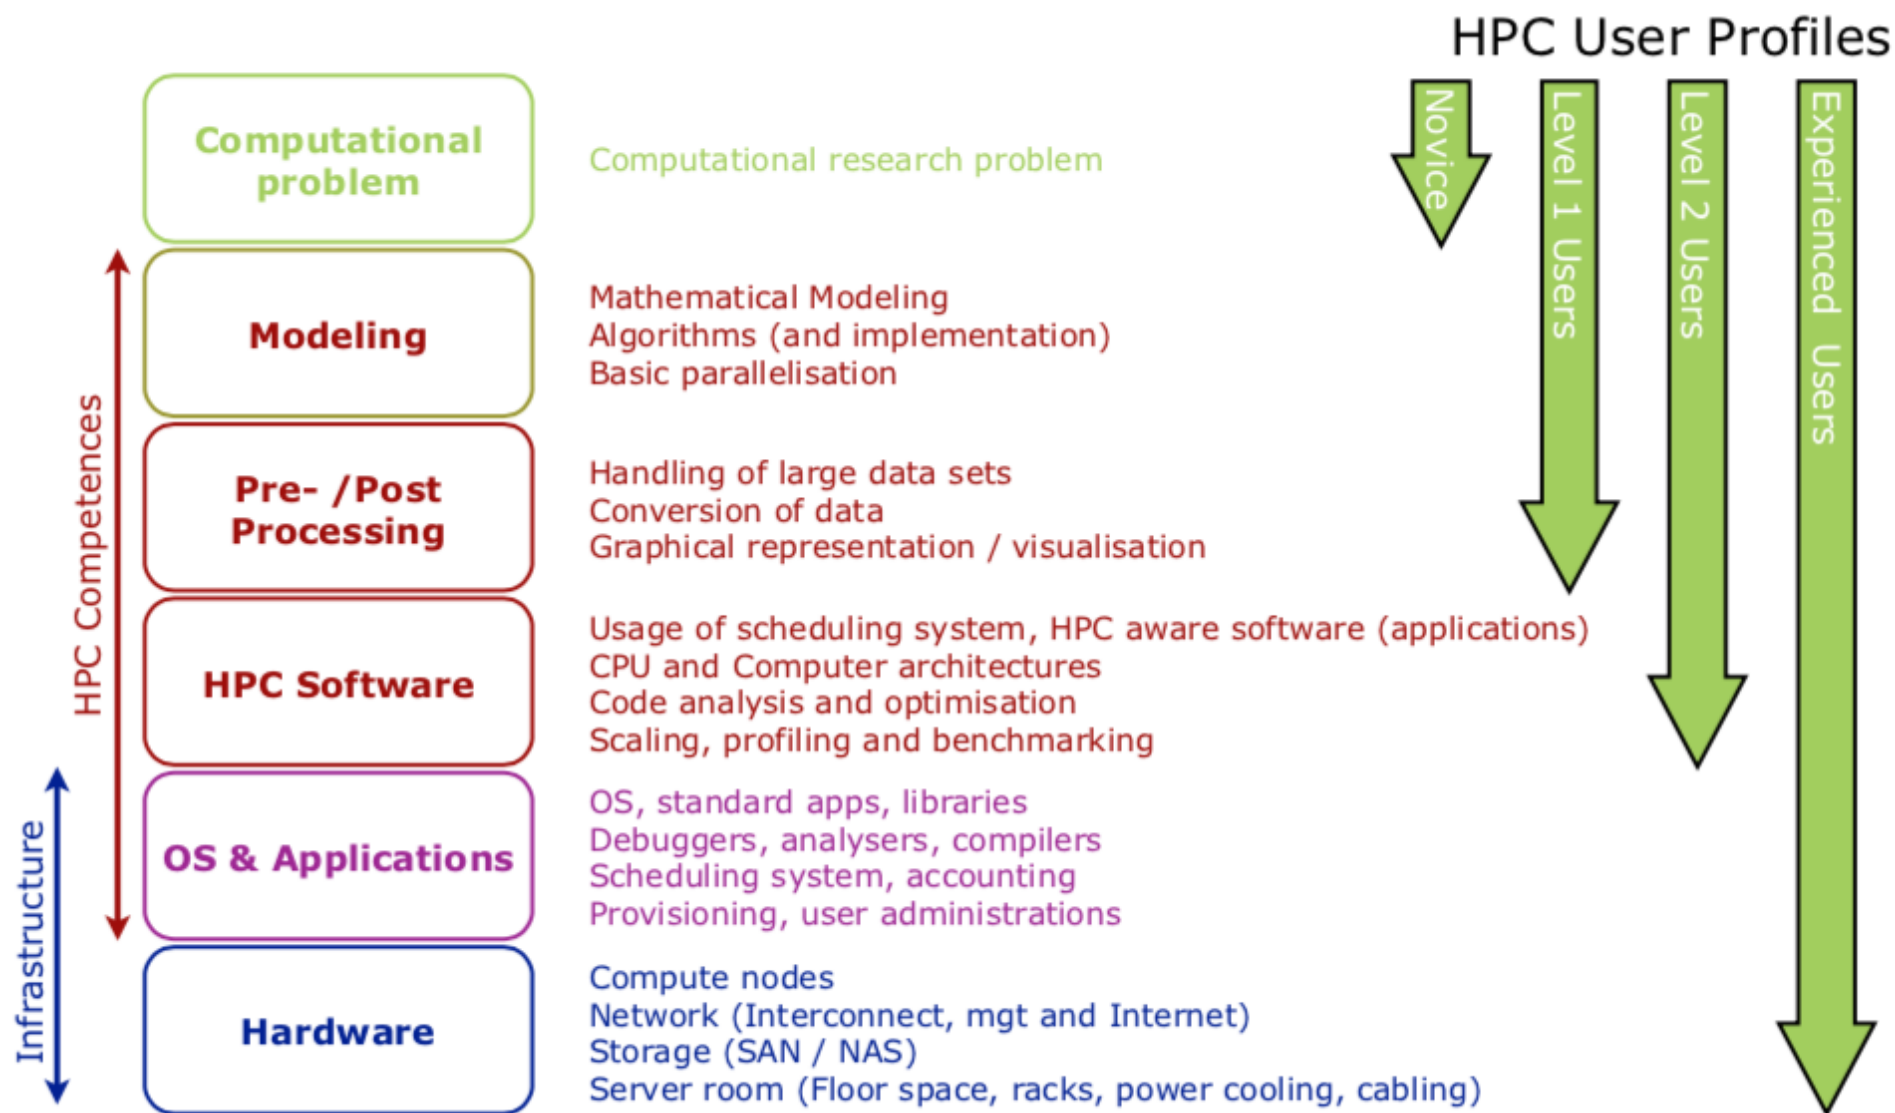 HPC User Profiles
Novice
Level 1 Users
Level 2 Users
Experienced Users
Computational
problem
Computational research problem
HPC Competences
Modeling
Mathematical Modeling
Algorithms (and implementation)
Basic parallelisation
Pre- /Post
Processing
Handling of large data sets
Conversion of data
Graphical representation / visualisation
HPC Software
Usage of scheduling system, HPC aware software (applications)
CPU and Computer architectures
Code analysis and optimisation
Scaling, profiling and benchmarking
Infrastructure
OS & Applications
OS, standard apps, libraries
Debuggers, analysers, compilers
Scheduling system, accounting
Provisioning, user administrations
Hardware
Compute nodes
Network (Interconnect, mgt and Internet)
Storage (SAN / NAS)
Server room (Floor space, racks, power cooling, cabling)